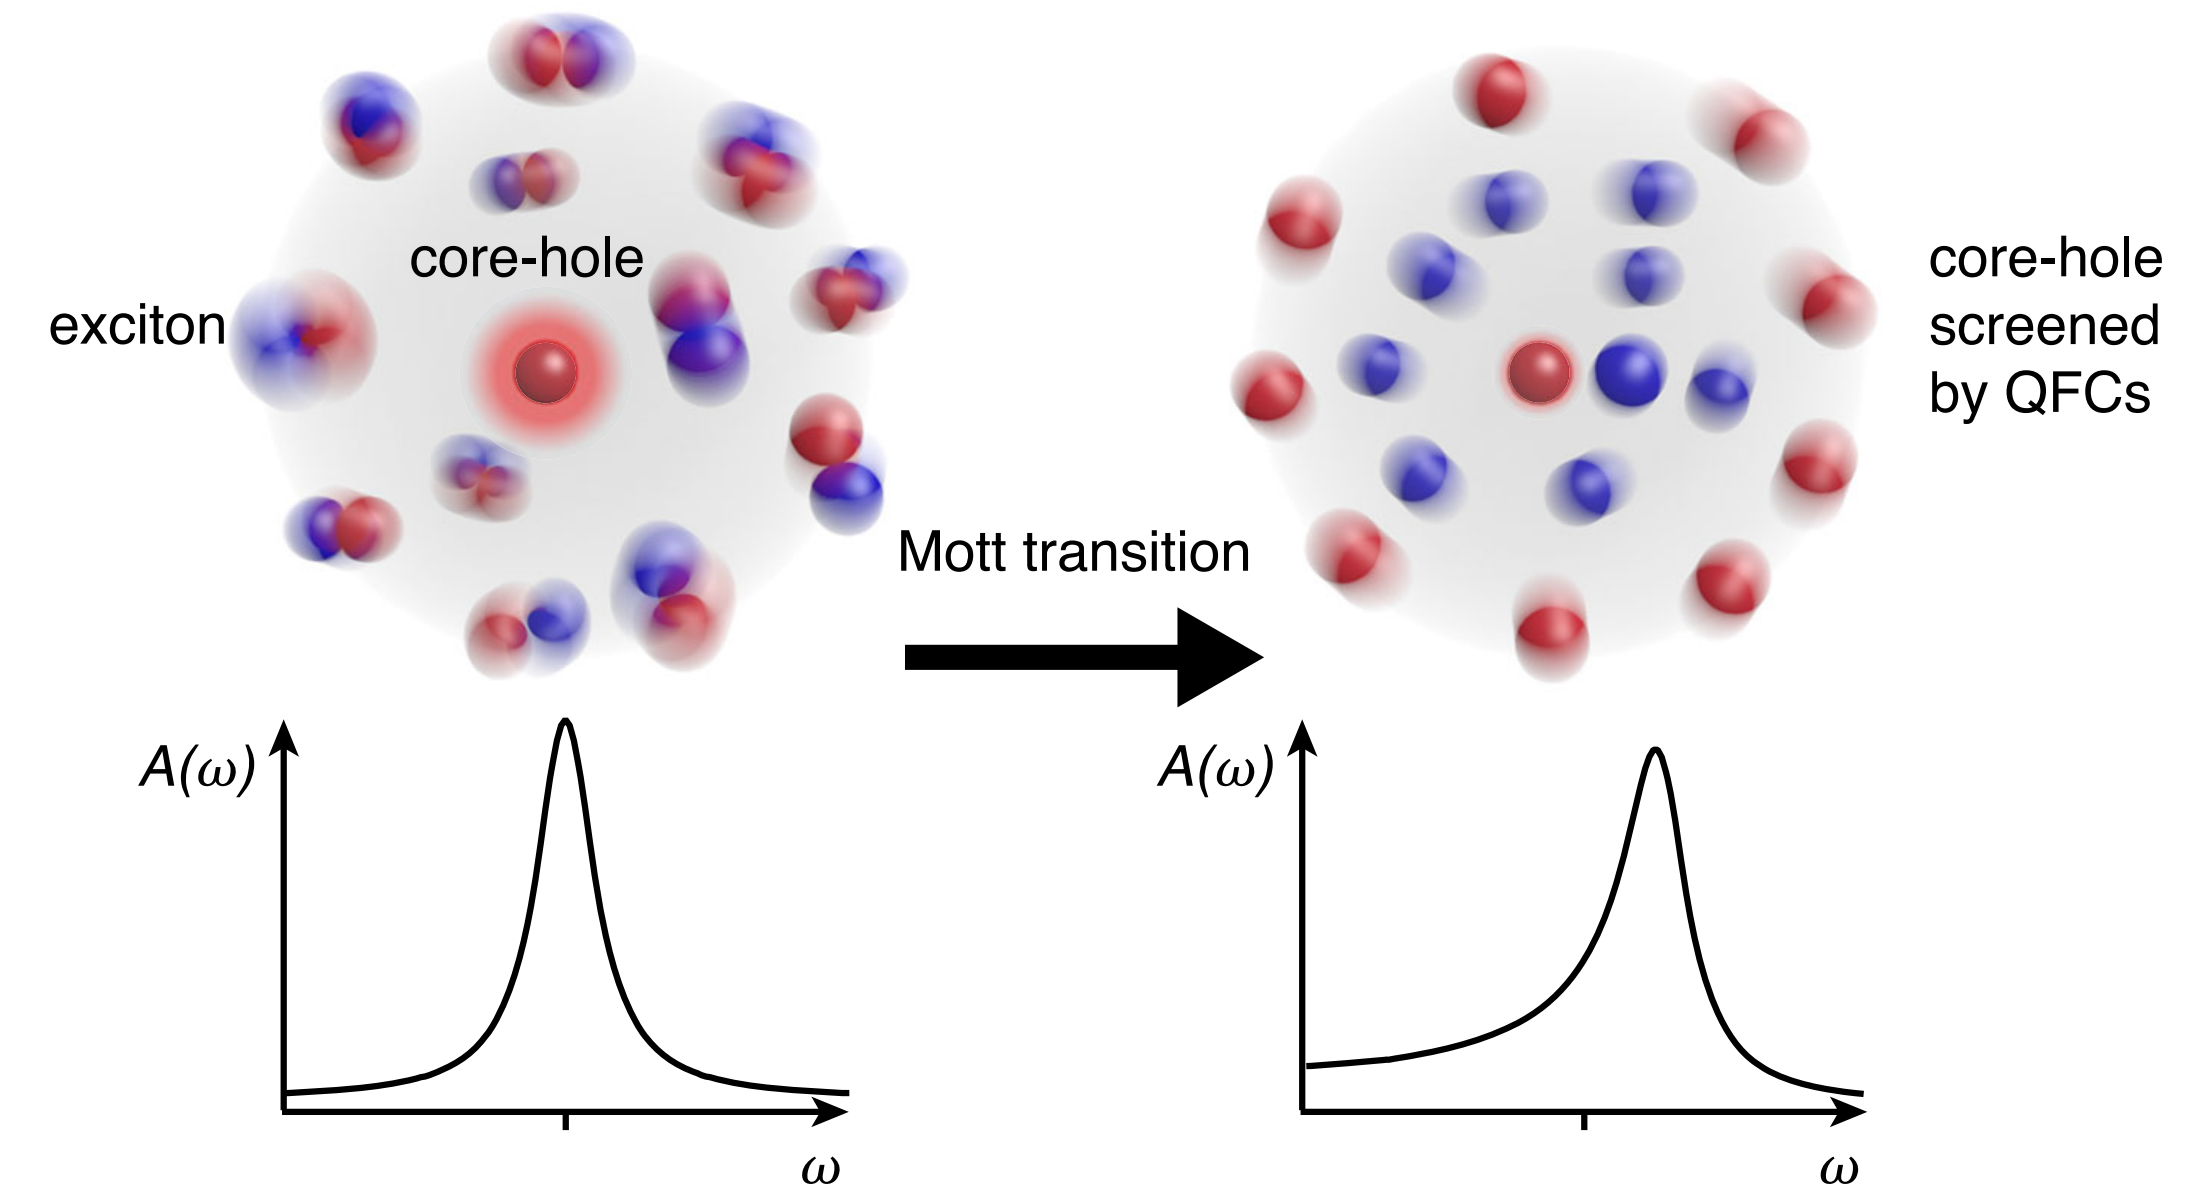 core-hole
exciton
core-hole
screened
by QFCs
Mott transition
A(ω)
ω
A(ω)
ω